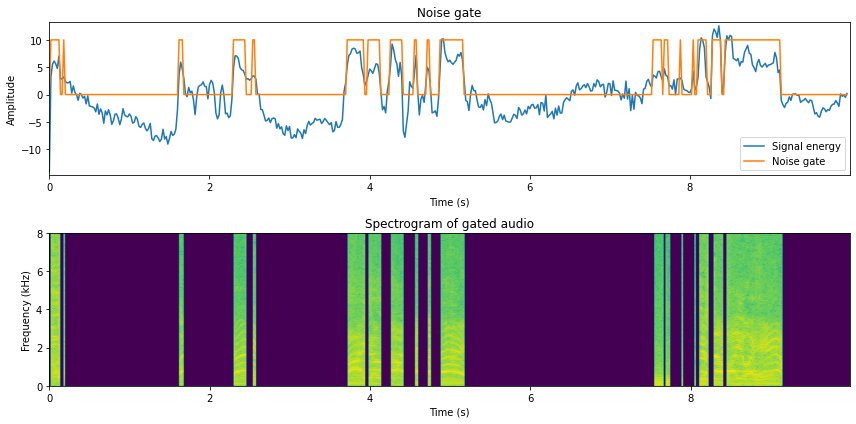 Noise gate
Amplitude
10
5
0
−5
−10
Signal energy
Noise gate
0 2 4 6 8
Time (s)
Spectrogram of gated audio
Frequency (kHz)
8
6
4
2
0
0 2 4 6 8
Time (s)